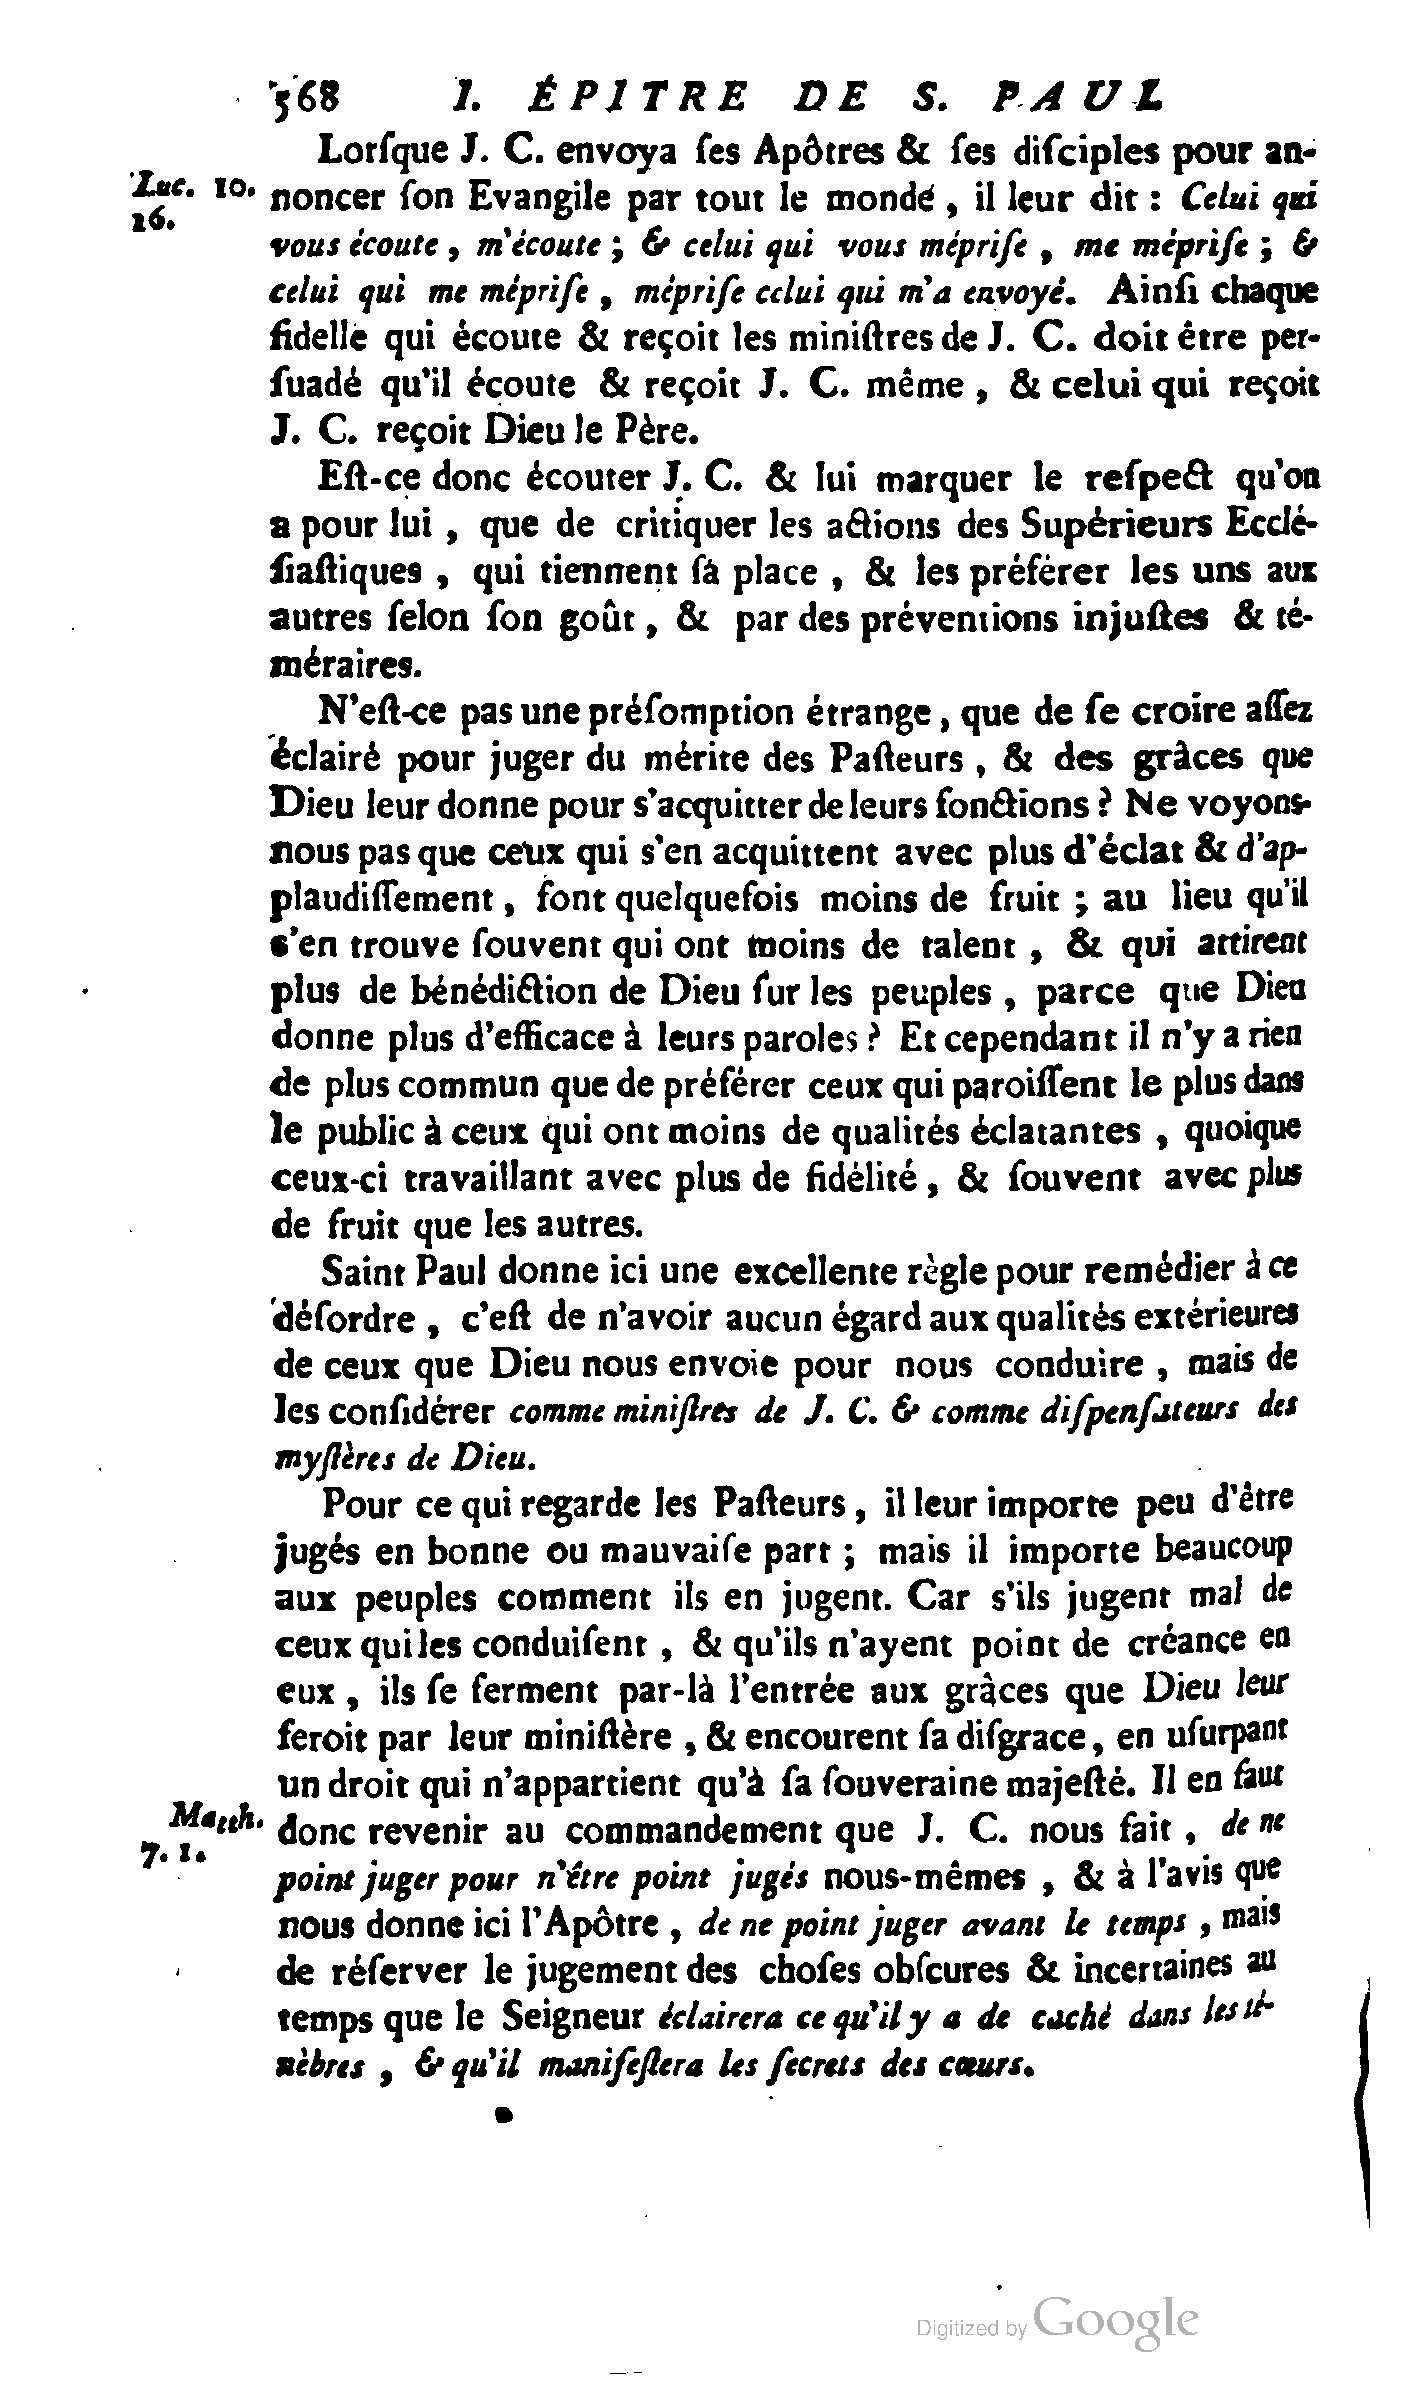 568 I. ÉPITRE DE S. PAUL
Lorſque J. C. envoya ſes Apôtres & ſes diſciples pour an-
Luc. 10. noncer ſon Evangile par tout le monde, il leur dit : Celui qui
16.
vous écoute, m'écoute ; & celui qui vous mépriſe, me mépriſe ; &
celui qui me mépriſe, mépriſe celui qui m'a envoyé. Ainſi chaque
fidelle qui écoute & reçoit les miniſtres de J. C. doit être per-
ſuadé qu'il écoute & reçoit J. C. même, & celui qui reçoit
J. C. reçoit Dieu le Père.
Eſt-ce donc écouter J. C. & lui marquer le reſpect qu'on
a pour lui, que de critiquer les actions des Supérieurs Ecclé-
ſiaſtiques, qui tiennent ſa place, & les préférer les uns aux
autres ſelon ſon goût, & par des préventions injuſtes & té-
méraires.
N'eſt-ce pas une préſomption étrange, que de ſe croire aſſez
éclairé pour juger du mérite des Paſteurs, & des grâces que
Dieu leur donne pour s'acquitter de leurs fonctions ? Ne voyons-
nous pas que ceux qui s'en acquittent avec plus d'éclat & d'ap-
plaudiſſement, font quelquefois moins de fruit ; au lieu qu'il
s'en trouve ſouvent qui ont moins de talent, & qui attirent
plus de bénédiction de Dieu ſur les peuples, parce que Dieu
donne plus d'efficace à leurs paroles ? Et cependant il n'y a rien
de plus commun que de préférer ceux qui paroiſſent le plus dans
le public à ceux qui ont moins de qualités éclatantes, quoique
ceux-ci travaillant avec plus de fidélité, & ſouvent avec plus
de fruit que les autres.
Saint Paul donne ici une excellente règle pour remédier à ce
déſordre, c'eſt de n'avoir aucun égard aux qualités extérieures
de ceux que Dieu nous envoie pour nous conduire, mais de
les conſidérer comme miniſtres de J. C. & comme diſpenſateurs des
myſtères de Dieu.
Pour ce qui regarde les Paſteurs, il leur importe peu d'être
jugés en bonne ou mauvaiſe part ; mais il importe beaucoup
aux peuples comment ils en jugent. Car s'ils jugent mal de
ceux qui les conduiſent, & qu'ils n'ayent point de créance en
eux, ils ſe ferment par-là l'entrée aux grâces que Dieu leur
feroit par leur miniſtère, & encourent ſa diſgrace, en uſurpant
un droit qui n'appartient qu'à ſa ſouveraine majeſté. Il en faut
Matth. donc revenir au commandement que J. C. nous fait, de ne
7. 1.
point juger pour n'être point jugés nous-mêmes, & à l'avis que
nous donne ici l'Apôtre, de ne point juger avant le temps, mais
de réſerver le jugement des choſes obſcures & incertaines au
temps que le Seigneur éclairera ce qu'il y a de caché dans les té-
nèbres, & qu'il manifeſtera les ſecrets des cœurs.
Digitized by Google